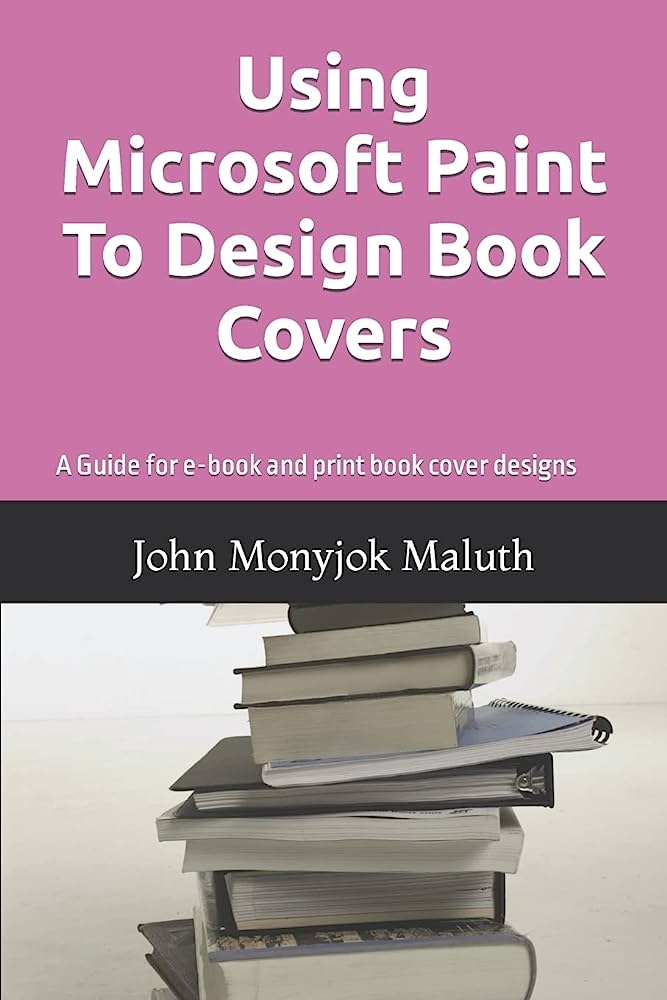 Using
Microsoft Paint
To Design Book
Covers
A Guide for e-book and print book cover designs
John Monyjok Maluth